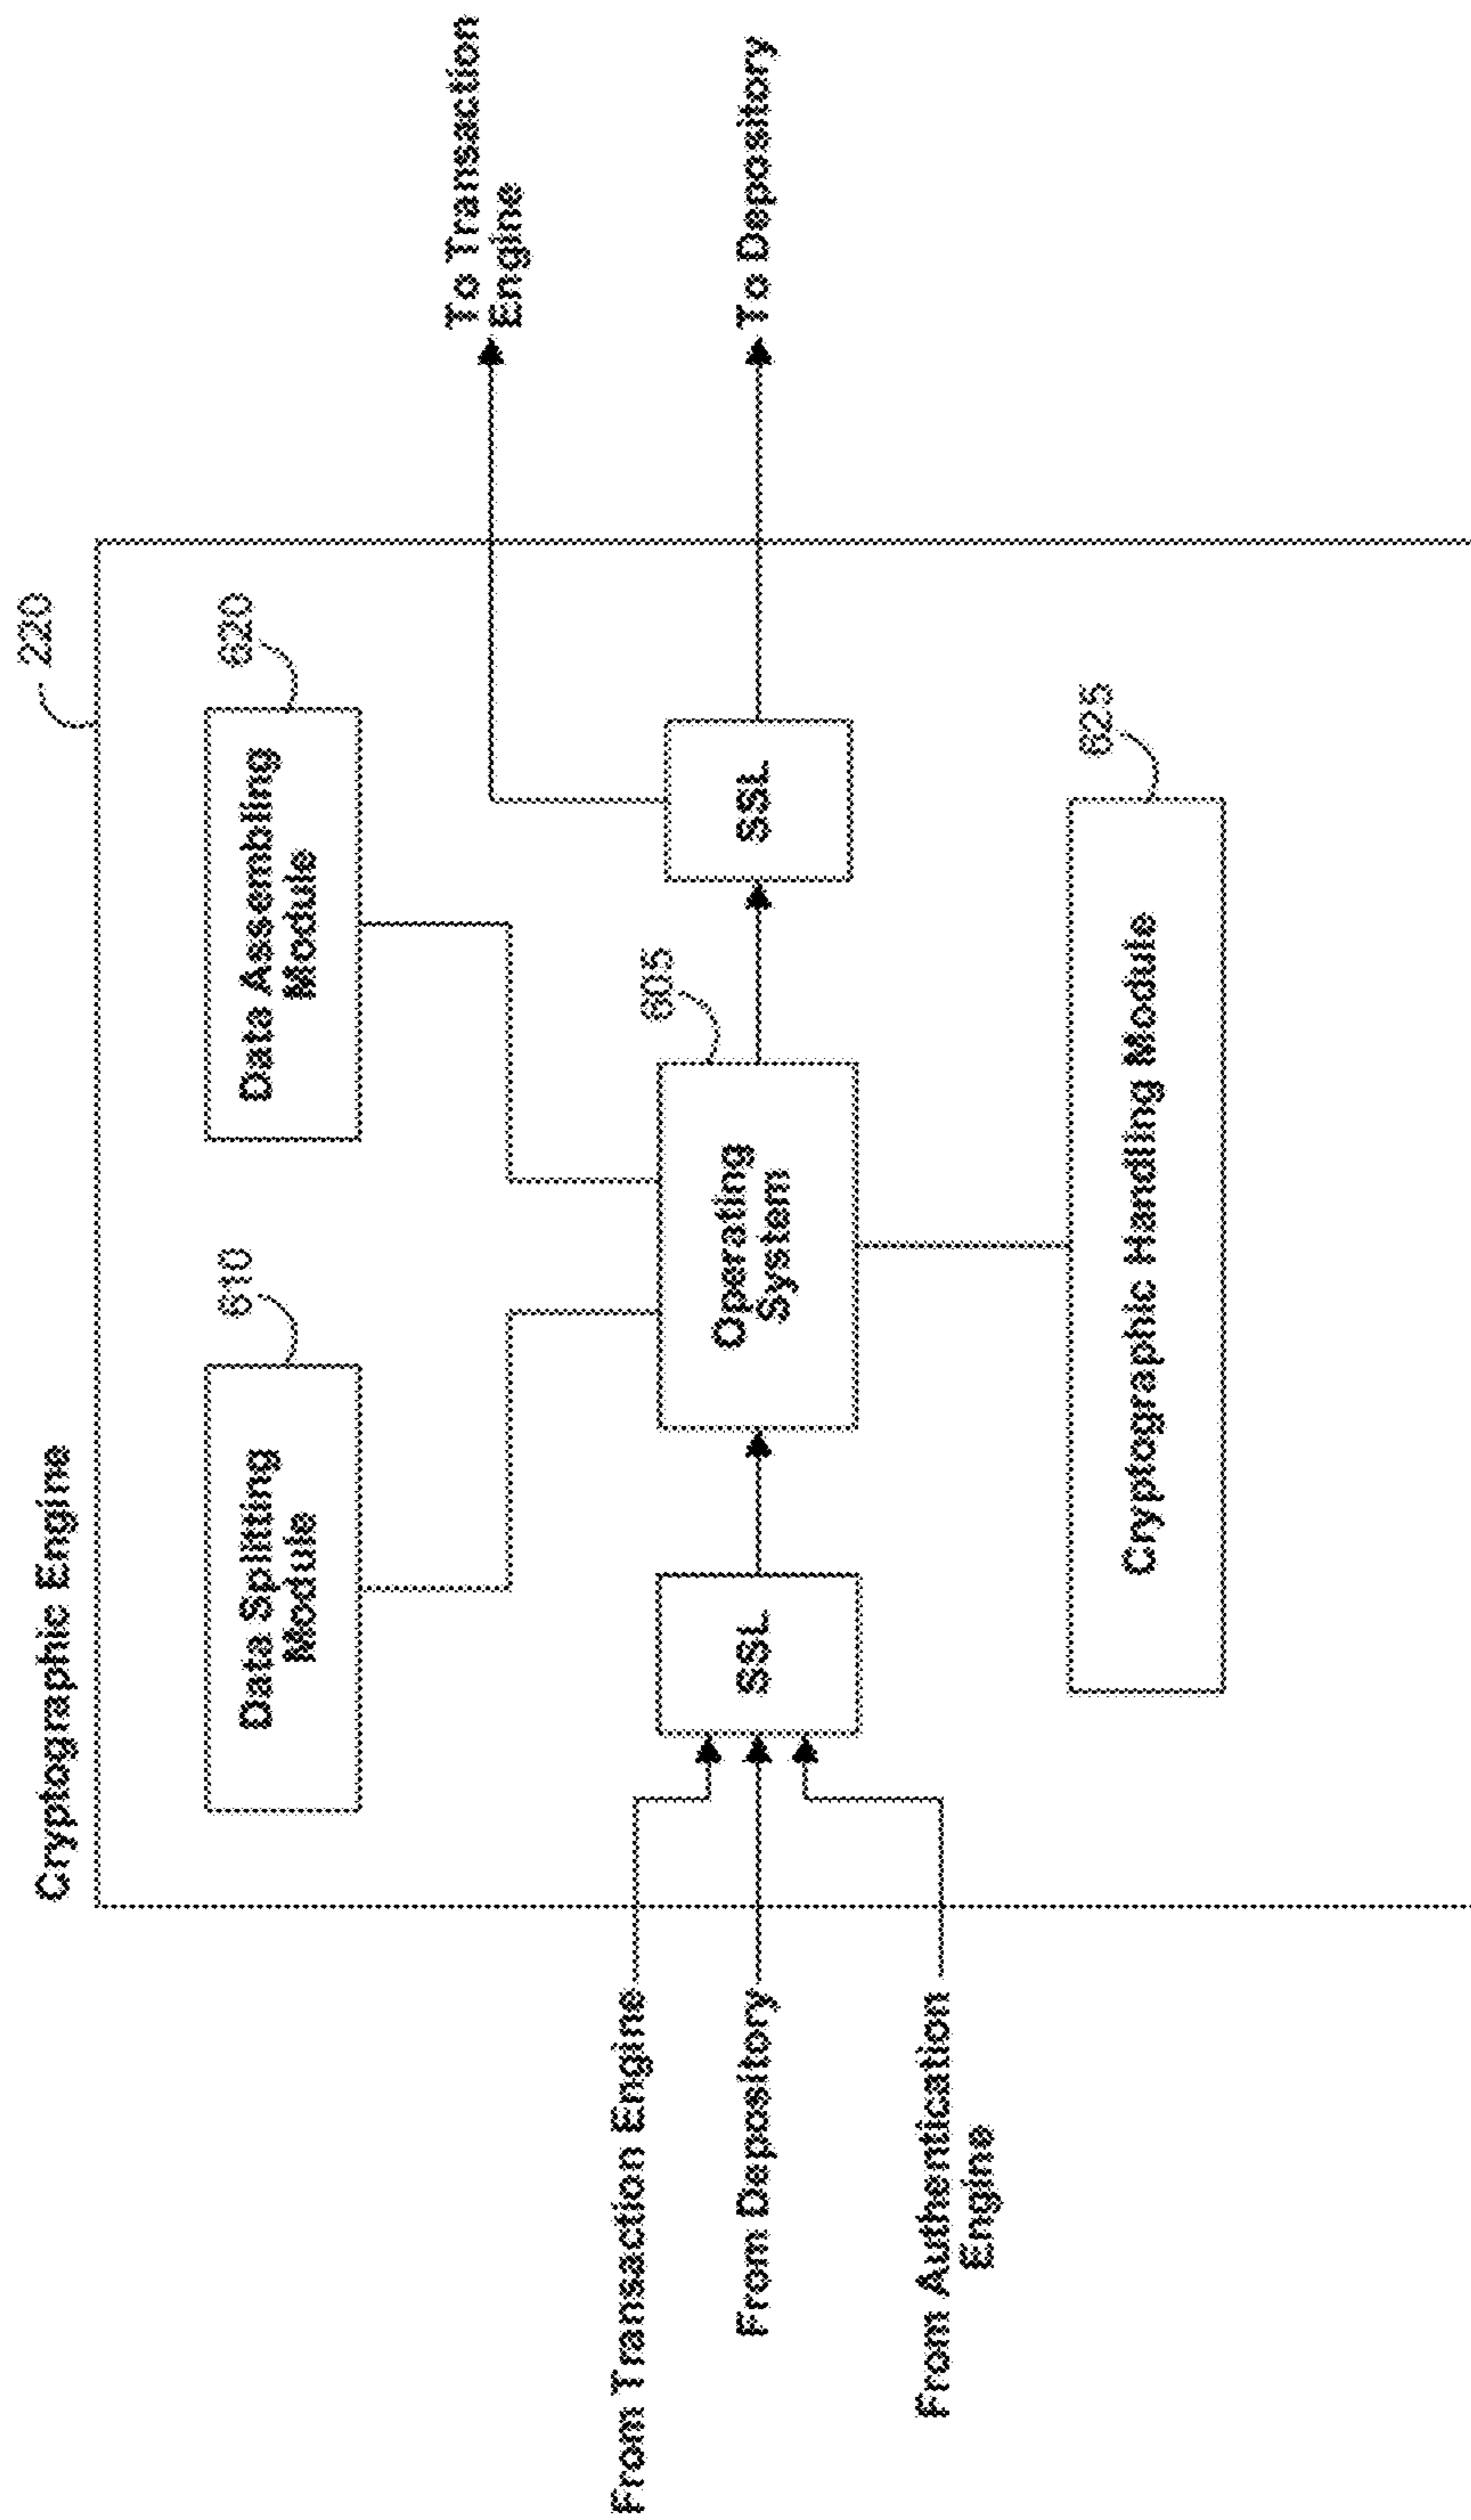 Cryptographic Engine
220
610
620
Data Splitting
Module
Data Assembling
Module
To Transaction
Engine
From Transaction Engine
605
SSL
Operating
System
SSL
From Depository
To Depository
From Authentication
Engine
625
Cryptographic Handling Module